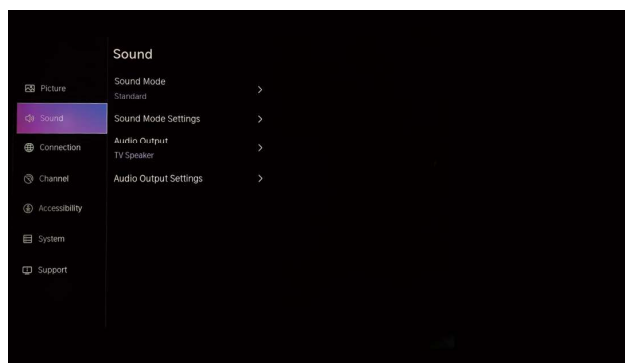 Sound
Picture
Sound
Connection
Channel
Accessibility
System
Support
Sound Mode
Standard
Sound Mode Settings
Audio Output
TV Speaker
Audio Output Settings